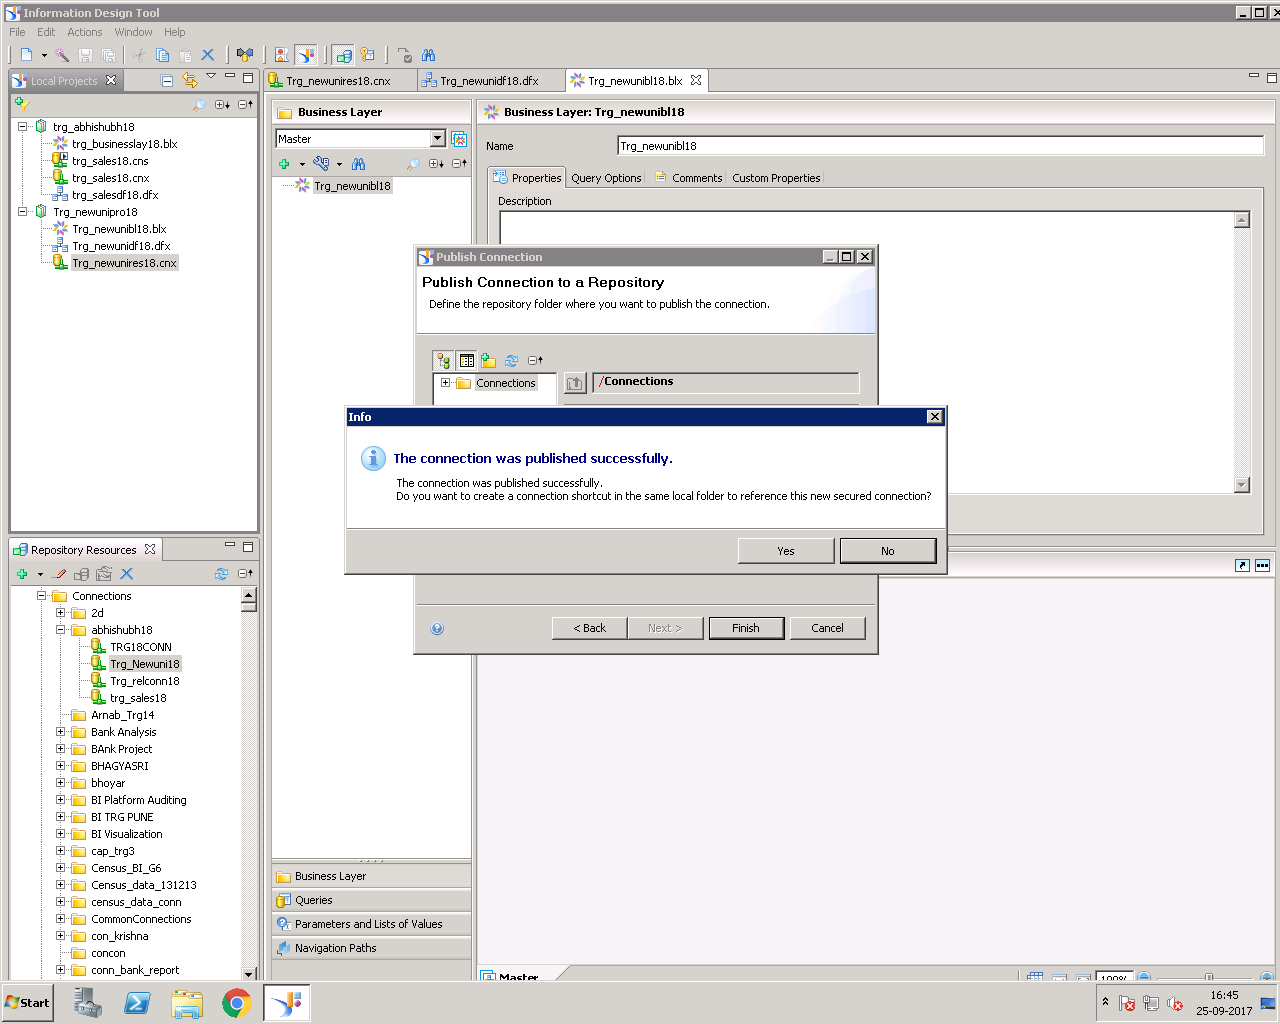 Information Design Tool
File Edit Actions Window Help
Local Projects
Trg_newunires18.cnx
Trg_newunidf18.dfx
Trg_newunibl18.blx
trg_abhishubh18
trg_businesslay18.blx
trg_sales18.cns
trg_sales18.cnx
trg_salesdf18.dfx
Trg_newunipro18
Trg_newunibl18.blx
Trg_newunidf18.dfx
Trg_newunires18.cnx
Business Layer
Master
Trg_newunibl18
Business Layer: Trg_newunibl18
Name
Trg_newunibl18
Properties
Query Options
Comments
Custom Properties
Description
Publish Connection
Publish Connection to a Repository
Define the repository folder where you want to publish the connection.
Connections
/Connections
Info
The connection was published successfully.
The connection was published successfully.
Do you want to create a connection shortcut in the same local folder to reference this new secured connection?
Yes
No
< Back
Next >
Finish
Cancel
Repository Resources
Connections
2d
abhishubh18
TRG18CONN
Trg_Newuni18
Trg_relconn18
trg_sales18
Arnab_Trg14
Bank Analysis
BAnk Project
BHAGYASRI
bhoyar
BI Platform Auditing
BI TRG PUNE
BI Visualization
cap_trg3
Census_BI_G6
Census_data_131213
census_data_conn
CommonConnections
con_krishna
concon
conn_bank_report
Business Layer
Queries
Parameters and Lists of Values
Navigation Paths
Master
100%
Start
16:45
25-09-2017